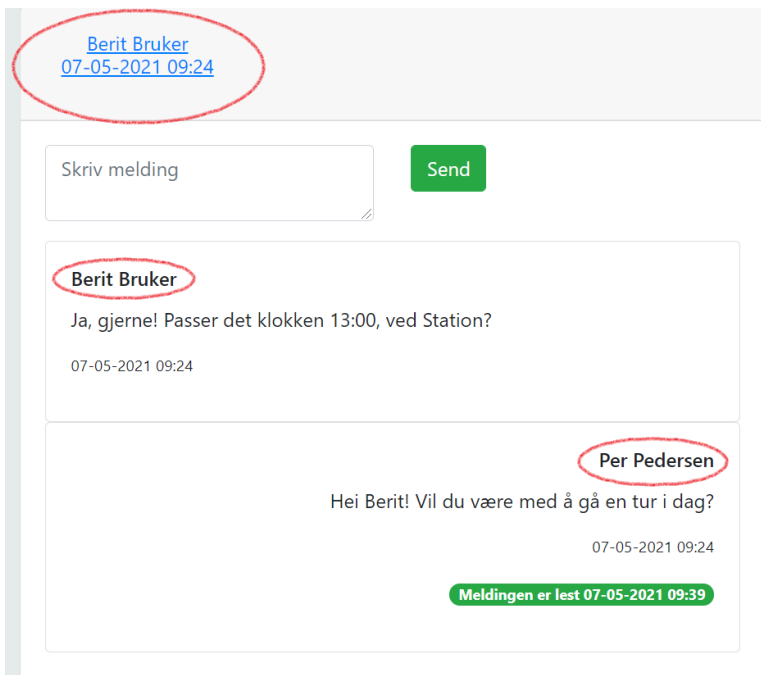 Berit Bruker
07-05-2021 09:24
Skriv melding
Send
Berit Bruker
Ja, gjerne! Passer det klokken 13:00, ved Station?
07-05-2021 09:24
Per Pedersen
Hei Berit! Vil du være med å gå en tur i dag?
07-05-2021 09:24
Meldingen er lest 07-05-2021 09:39